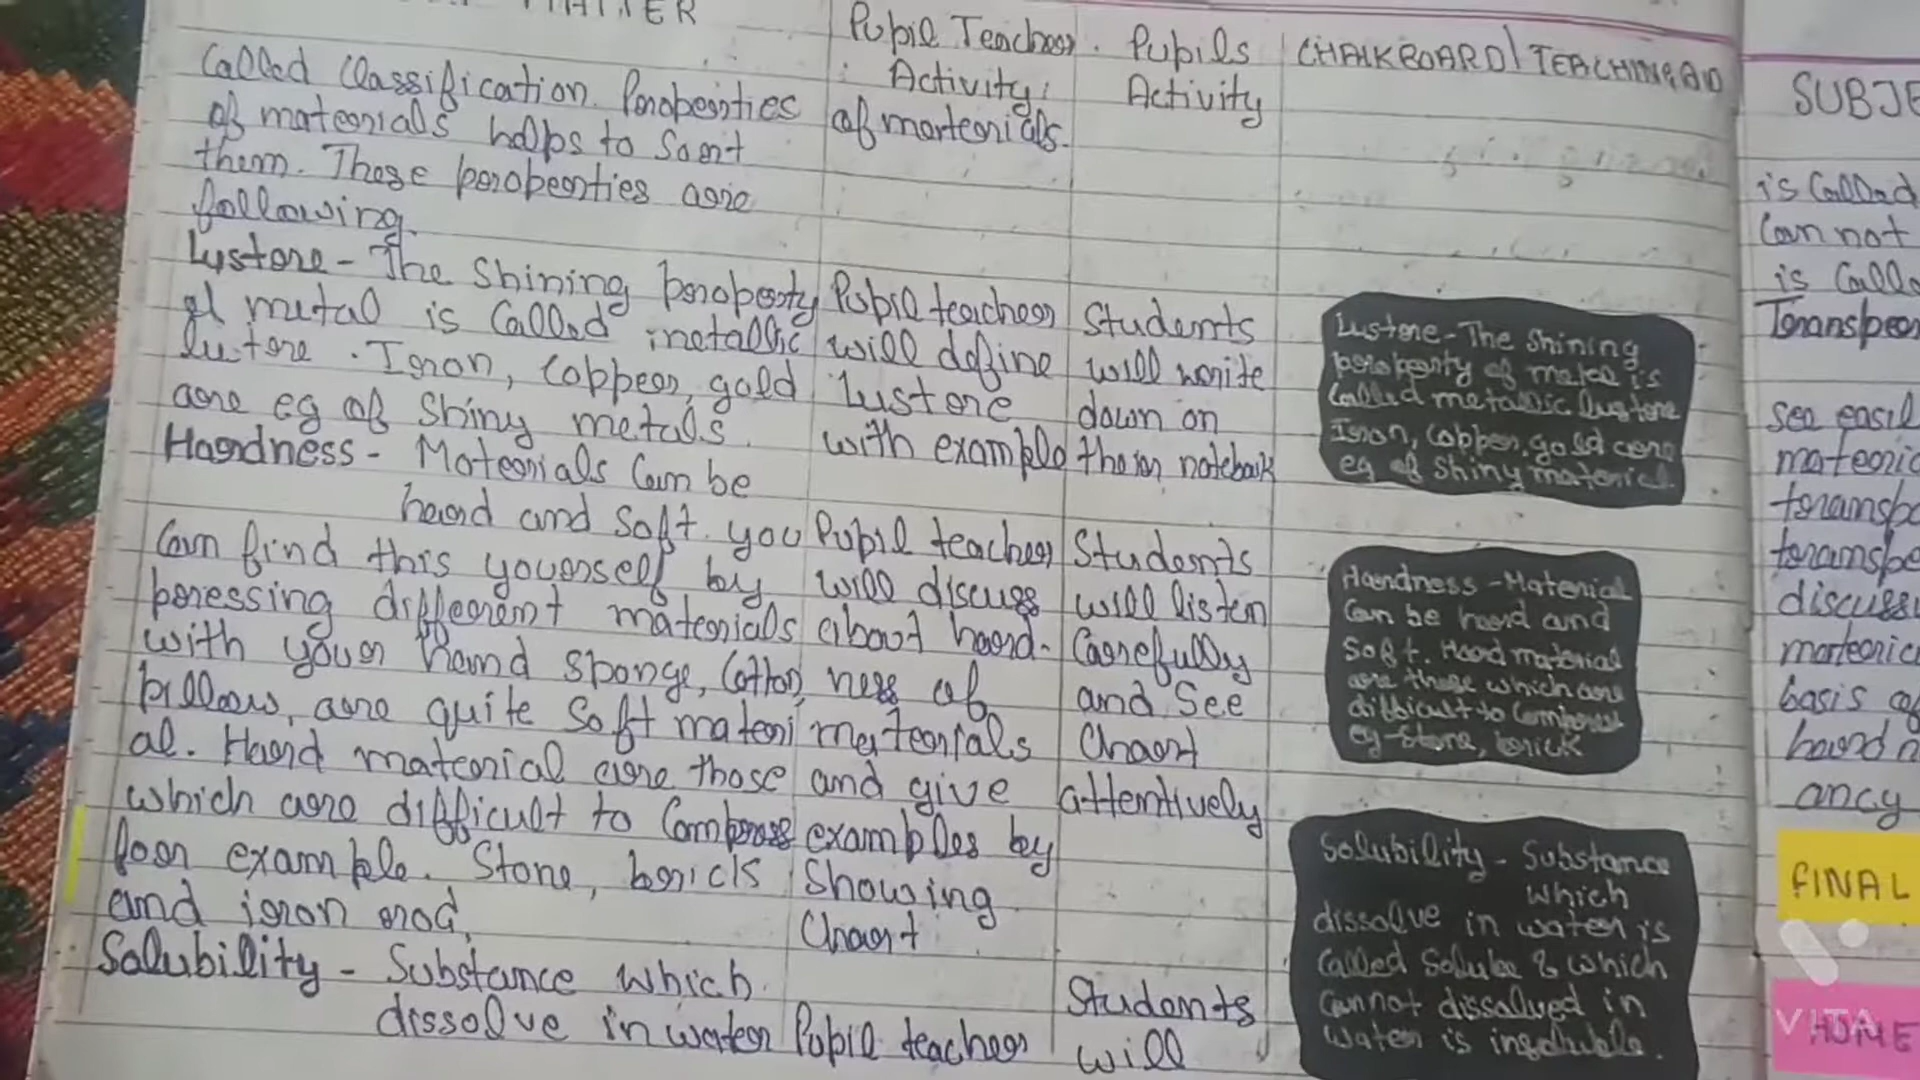 Pupil Teacher
Activity
Pupils
Activity
CHALKBOARD/TEACHING AID
SUBJE
Called Classification. Properties
of materials helps to Sort
them. These properties are
following.
of materials.
Lustore - The Shining property
of metal is Called metallic
lustore. Iron, Copper, gold
are eg of Shiny metals.
Pupil teacher
will define
lustore
with example
Students
will write
down on
their notebook
Lustore - The Shining
property of metal is
Called metallic lustore
Iron, Copper, gold are
eg of Shiny material.
Hardness - Materials Can be
hard and Soft. you
Can find this yourself by
pressing different materials
with your hand sponge, Cotton,
pillow, are quite Soft materi
al. Hard material are those
which are difficult to Compress
for example. Stone, bricks
and iron rod.
Pupil teacher
will discuss
about hard-
ness of
materials
and give
examples by
Showing
Chart
Students
will listen
Carefully
and See
Chart
attentively
Hardness - Material
Can be hard and
Soft. Hard material
are those which are
difficult to Compress
eg - Stone, brick
Solubility - Substance which
dissolve in water
Pupil teacher
Students
will
Solubility - Substance
which
dissolve in water is
Called Soluble & which
Cannot dissolved in
Water is insoluble.
is Called
Can not
is Calle
Transpar
see easil
materia
transpa
transpa
discuss
materia
basis of
hardn
ancy
FINAL
HOME
VITA